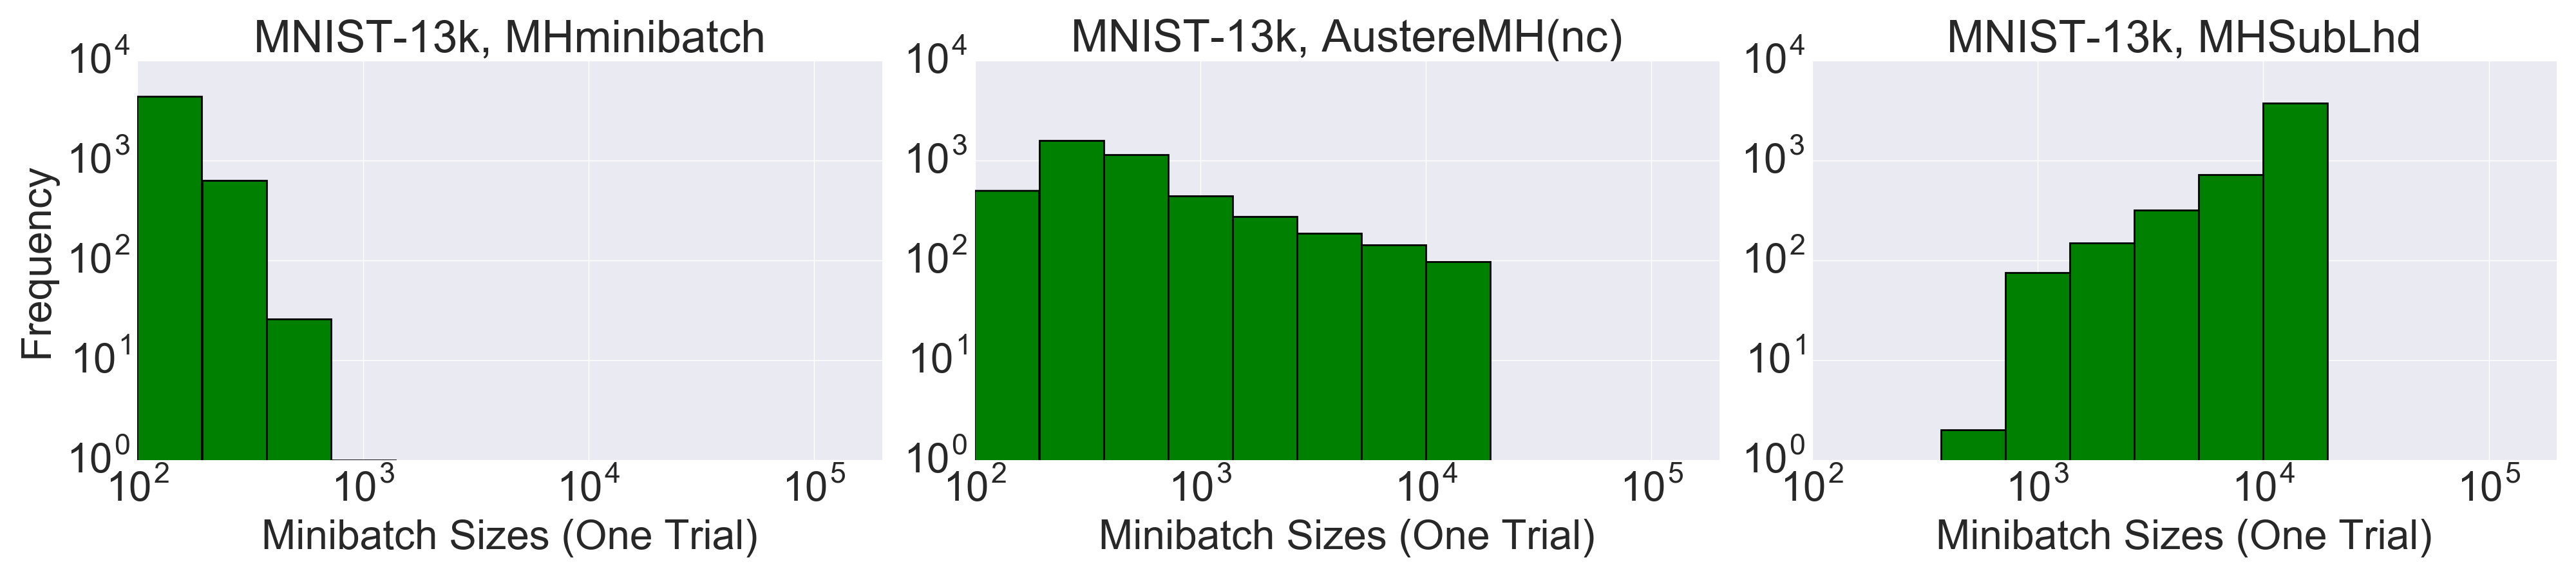 MNIST-13k, MHminibatch
10^4
10^3
10^2
10^1
10^0
Frequency
10^2 10^3 10^4 10^5
Minibatch Sizes (One Trial)
MNIST-13k, AustereMH(nc)
10^4
10^3
10^2
10^1
10^0
10^2 10^3 10^4 10^5
Minibatch Sizes (One Trial)
MNIST-13k, MHSubLhd
10^4
10^3
10^2
10^1
10^0
10^2 10^3 10^4 10^5
Minibatch Sizes (One Trial)